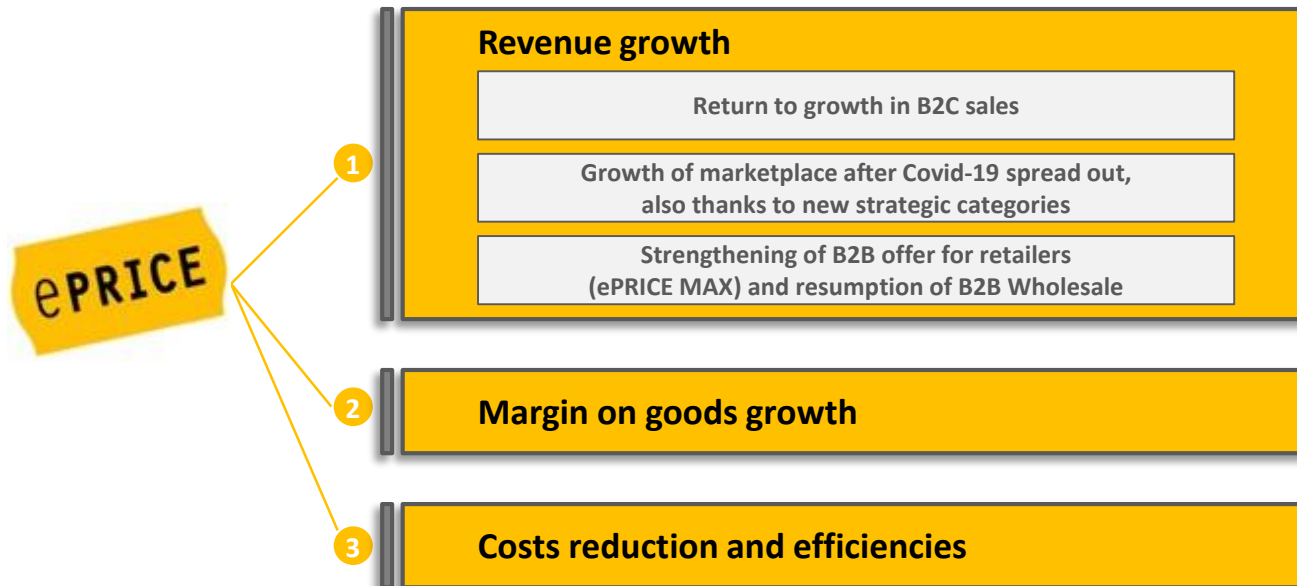 ePRICE
1
Revenue growth
Return to growth in B2C sales
Growth of marketplace after Covid-19 spread out,
also thanks to new strategic categories
Strengthening of B2B offer for retailers
(ePRICE MAX) and resumption of B2B Wholesale
2
Margin on goods growth
3
Costs reduction and efficiencies